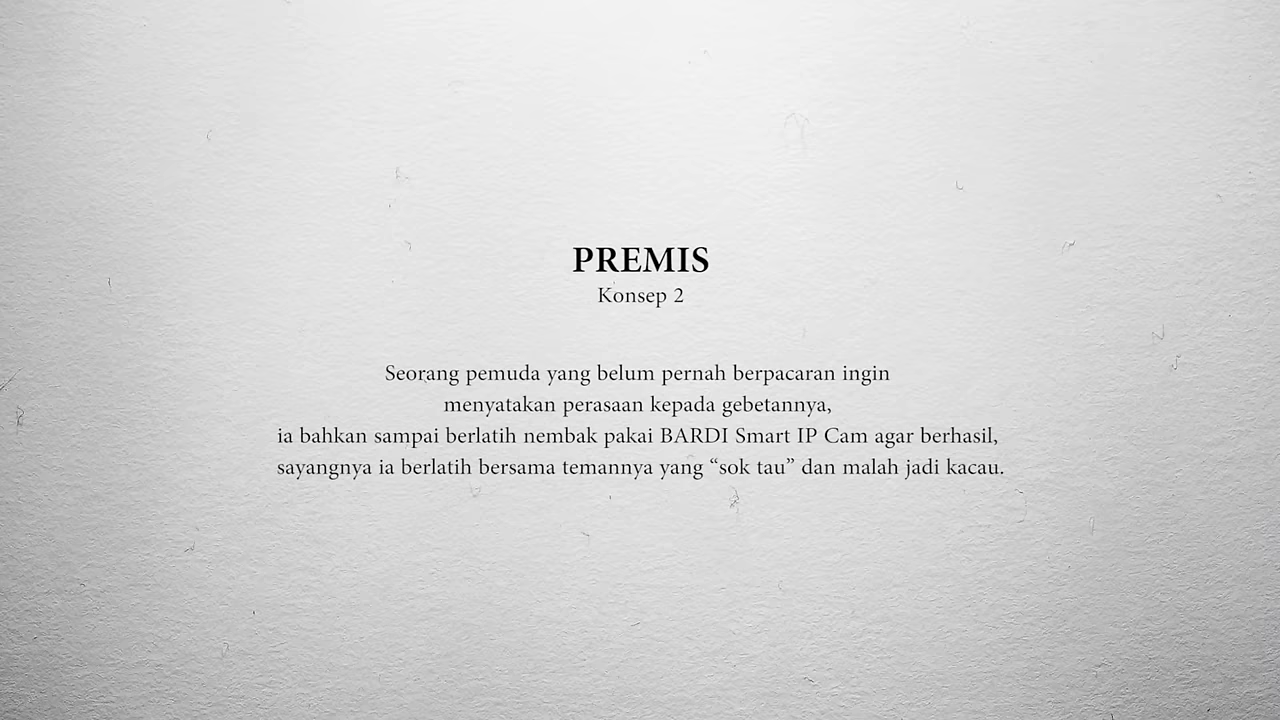 PREMIS
Konsep 2
Seorang pemuda yang belum pernah berpacaran ingin
menyatakan perasaan kepada gebetannya,
ia bahkan sampai berlatih nembak pakai BARDI Smart IP Cam agar berhasil,
sayangnya ia berlatih bersama temannya yang “sok tau” dan malah jadi kacau.